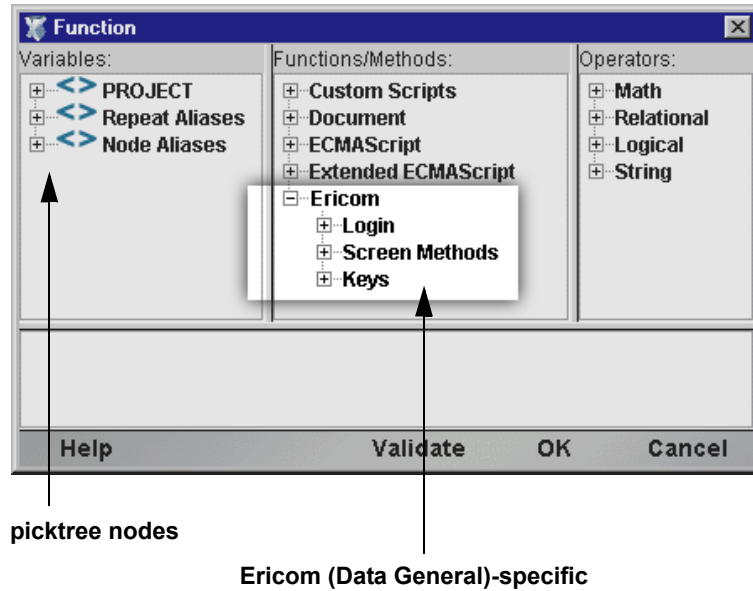 Function
Variables:
PROJECT
Repeat Aliases
Node Aliases
Functions/Methods:
Custom Scripts
Document
ECMAScript
Extended ECMAScript
Ericom
Login
Screen Methods
Keys
Operators:
Math
Relational
Logical
String
Help
Validate
OK
Cancel
picktree nodes
Ericom (Data General)-specific